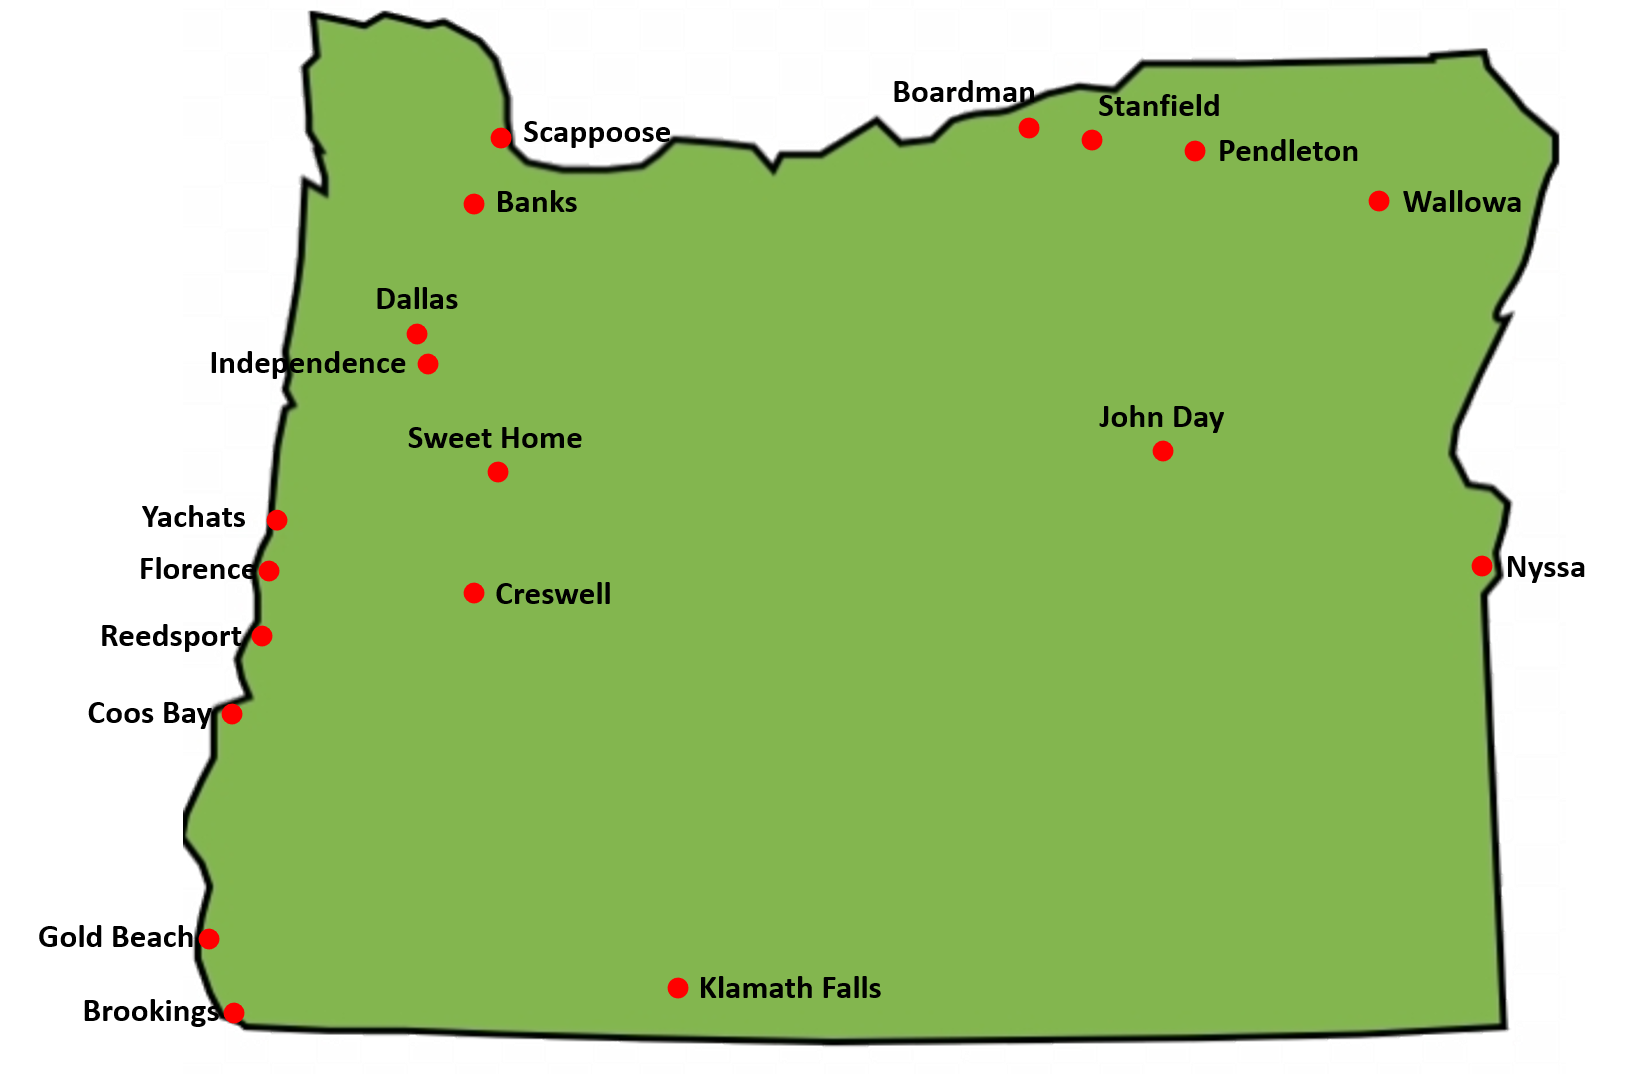 Boardman
Stanfield
Scappoose
Pendleton
Banks
Wallowa
Dallas
Independence
John Day
Sweet Home
Yachats
Florence
Nyssa
Creswell
Reedsport
Coos Bay
Gold Beach
Klamath Falls
Brookings